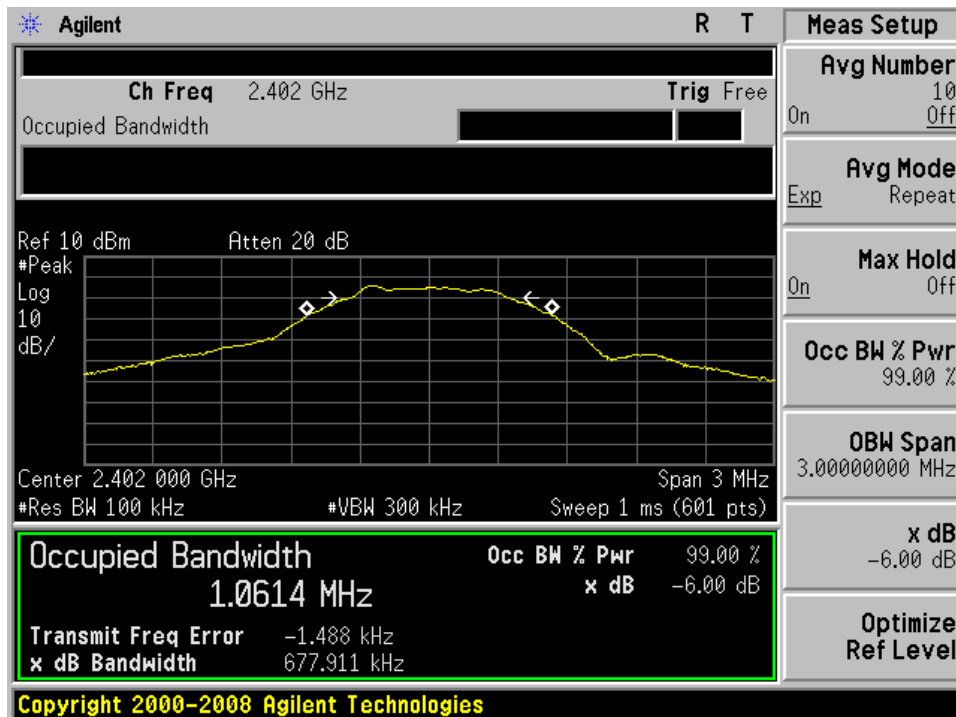 Agilent R T
Ch Freq 2.402 GHz Trig Free
Occupied Bandwidth
Ref 10 dBm Atten 20 dB
#Peak
Log
10
dB/
Center 2.402 000 GHz Span 3 MHz
#Res BW 100 kHz #VBW 300 kHz Sweep 1 ms (601 pts)
Occupied Bandwidth Occ BW % Pwr 99.00 %
1.0614 MHz x dB -6.00 dB
Transmit Freq Error -1.488 kHz
x dB Bandwidth 677.911 kHz
Copyright 2000-2008 Agilent Technologies
Meas Setup
Avg Number
10
On Off
Avg Mode
Exp Repeat
Max Hold
On Off
Occ BW % Pwr
99.00 %
OBW Span
3.00000000 MHz
x dB
-6.00 dB
Optimize
Ref Level